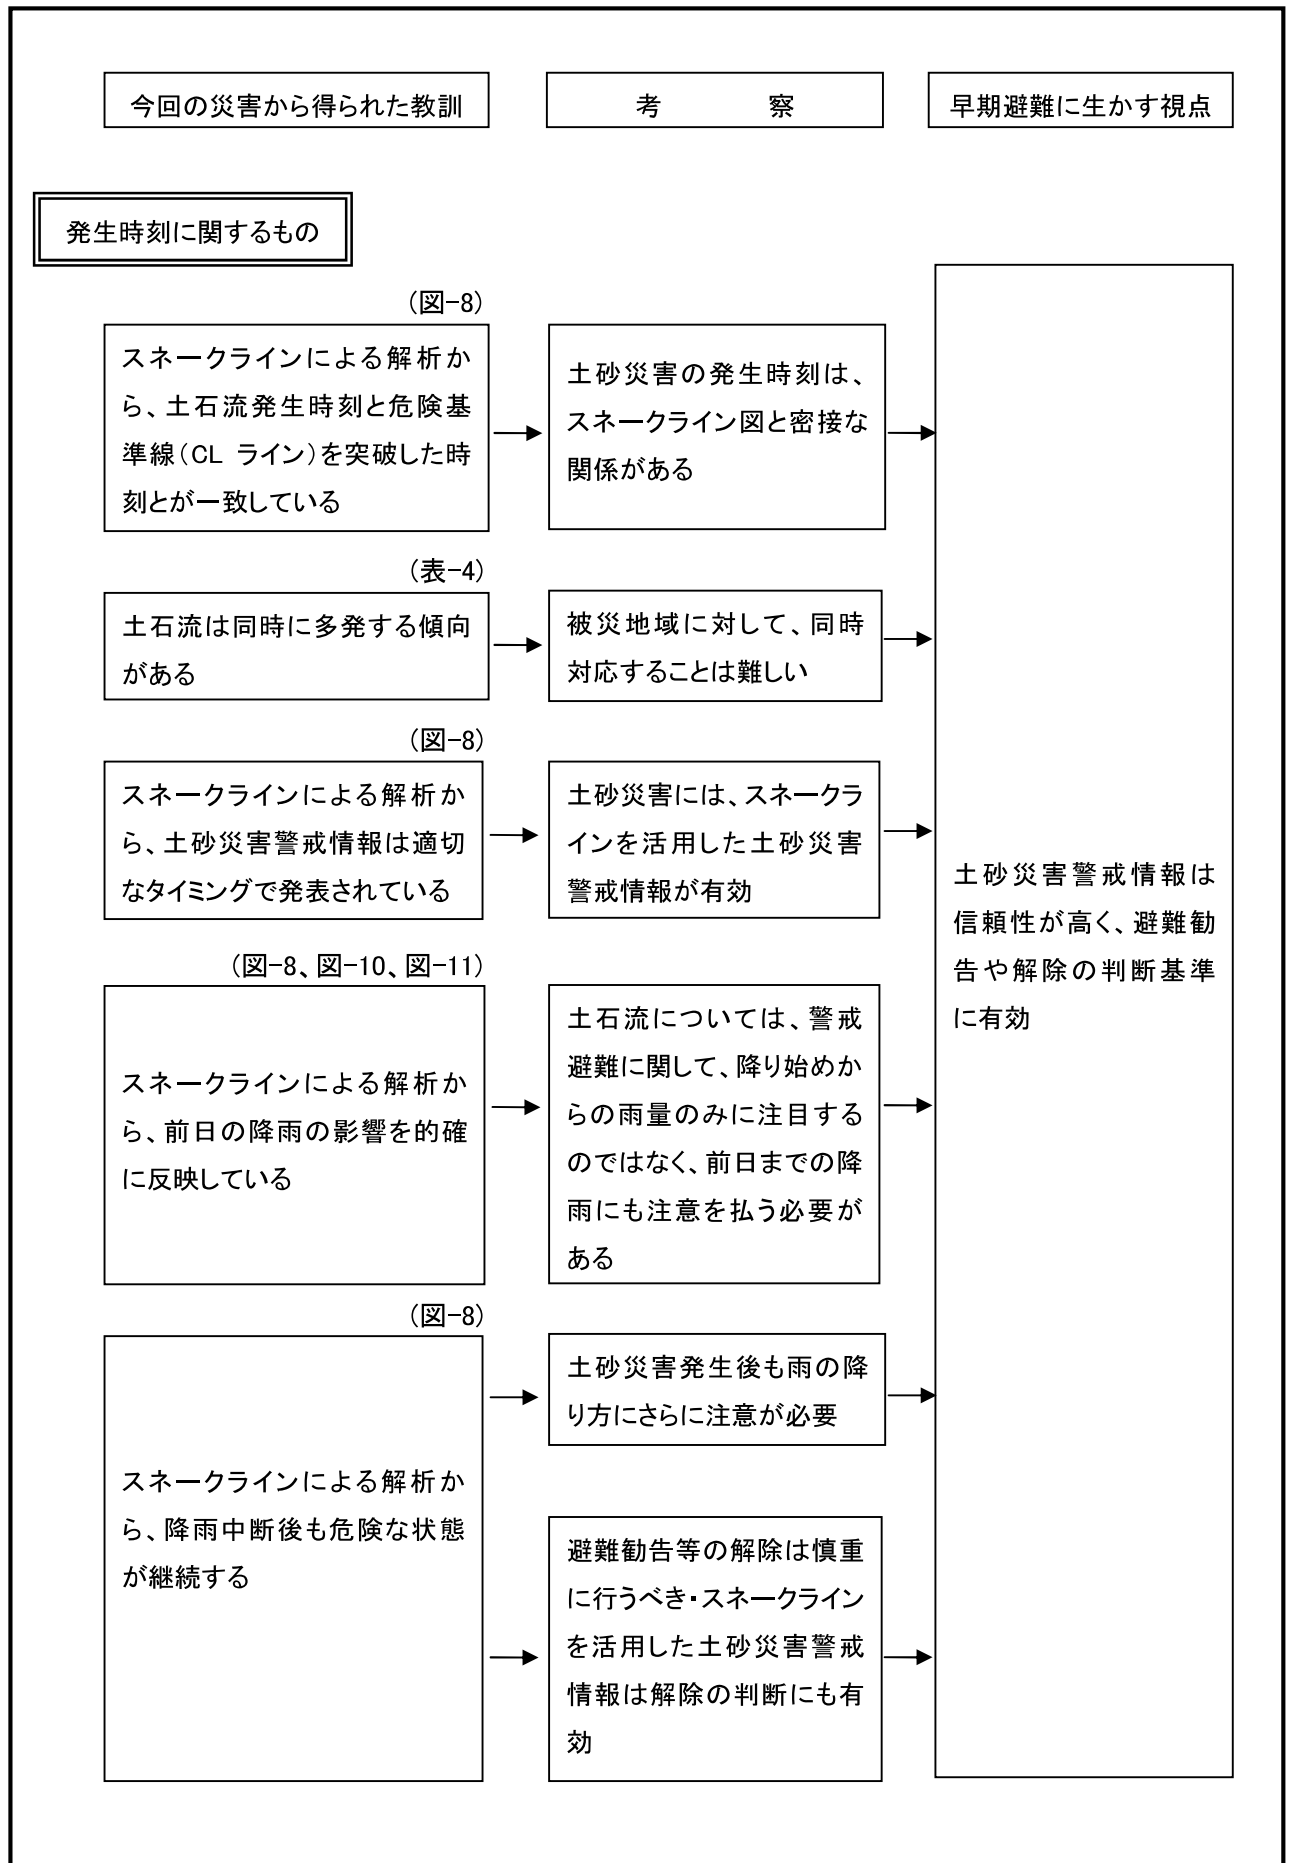 今回の災害から得られた教訓
考　　察
早期避難に生かす視点
発生時刻に関するもの
(図-8)
スネークラインによる解析か
ら、土石流発生時刻と危険基
準線(CL ライン)を突破した時
刻とが一致している
土砂災害の発生時刻は、
スネークライン図と密接な
関係がある
(表-4)
土石流は同時に多発する傾向
がある
被災地域に対して、同時
対応することは難しい
(図-8)
スネークラインによる解析か
ら、土砂災害警戒情報は適切
なタイミングで発表されている
土砂災害には、スネークラ
インを活用した土砂災害
警戒情報が有効
(図-8、図-10、図-11)
スネークラインによる解析か
ら、前日の降雨の影響を的確
に反映している
土石流については、警戒
避難に関して、降り始めか
らの雨量のみに注目する
のではなく、前日までの降
雨にも注意を払う必要が
ある
(図-8)
スネークラインによる解析か
ら、降雨中断後も危険な状態
が継続する
土砂災害発生後も雨の降
り方にさらに注意が必要
避難勧告等の解除は慎重
に行うべき・スネークライン
を活用した土砂災害警戒
情報は解除の判断にも有
効
土砂災害警戒情報は
信頼性が高く、避難勧
告や解除の判断基準
に有効